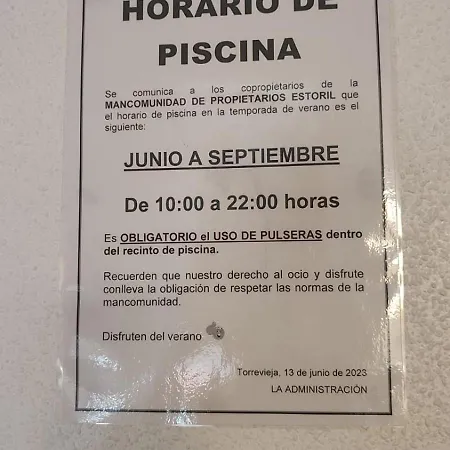 HORARIO DE
PISCINA
Se comunica a los copropietarios de la
MANCOMUNIDAD DE PROPIETARIOS ESTORIL que
el horario de piscina en la temporada de verano es el
siguiente:
JUNIO A SEPTIEMBRE
De 10:00 a 22:00 horas
Es OBLIGATORIO el USO DE PULSERAS dentro
del recinto de piscina.
Recuerden que nuestro derecho al ocio y disfrute
conlleva la obligación de respetar las normas de la
mancomunidad.
Disfruten del verano
Torrevieja, 13 de junio de 2023
LA ADMINISTRACIÓN